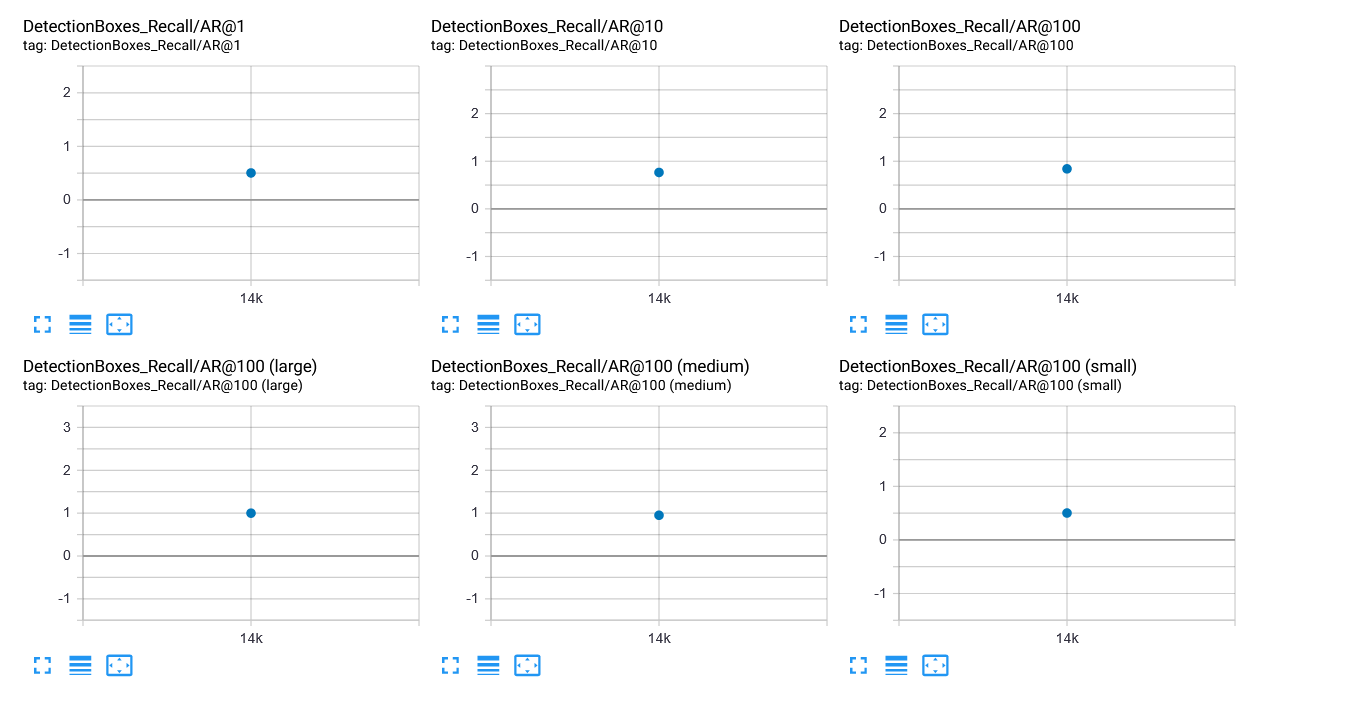 DetectionBoxes_Recall/AR@1
tag: DetectionBoxes_Recall/AR@1
2
1
0
-1
14k
DetectionBoxes_Recall/AR@10
tag: DetectionBoxes_Recall/AR@10
2
1
0
-1
14k
DetectionBoxes_Recall/AR@100
tag: DetectionBoxes_Recall/AR@100
2
1
0
-1
14k
DetectionBoxes_Recall/AR@100 (large)
tag: DetectionBoxes_Recall/AR@100 (large)
3
2
1
0
-1
14k
DetectionBoxes_Recall/AR@100 (medium)
tag: DetectionBoxes_Recall/AR@100 (medium)
3
2
1
0
-1
14k
DetectionBoxes_Recall/AR@100 (small)
tag: DetectionBoxes_Recall/AR@100 (small)
2
1
0
-1
14k